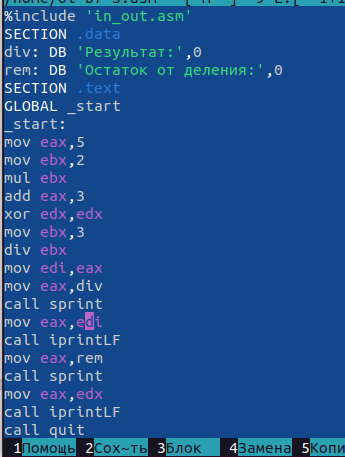 %include 'in_out.asm'
SECTION .data
div: DB 'Результат:',0
rem: DB 'Остаток от деления:',0
SECTION .text
GLOBAL _start
_start:
mov eax,5
mov ebx,2
mul ebx
add eax,3
xor edx,edx
mov ebx,3
div ebx
mov edi,eax
mov eax,div
call sprint
mov eax,edi
call iprintLF
mov eax,rem
call sprint
mov eax,edx
call iprintLF
call quit
1Помощь 2Сох~ть 3Блок 4Замена 5Копи